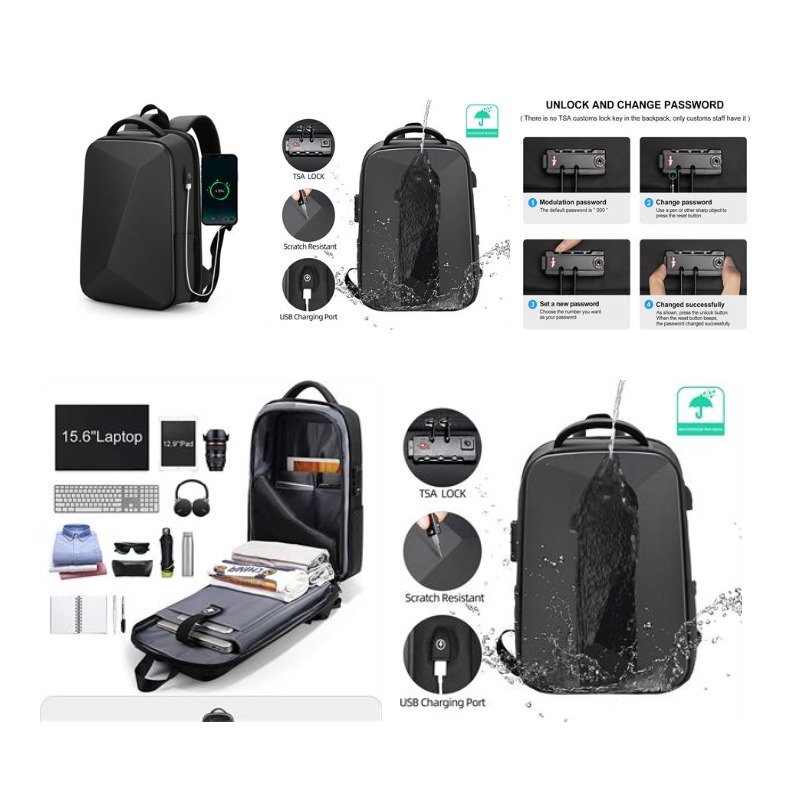 UNLOCK AND CHANGE PASSWORD
( There is no TSA customs lock key in the backpack, only customs staff have it )
TSA LOCK
Scratch Resistant
USB Charging Port
1 Modulation password
The default password is " 000 "
2 Change password
Use a pen or other sharp object to
press the reset button
3 Set a new password
Choose the number you want
as your password
4 Changed successfully
As shown, press the unlock button
When the reset button beeps,
the password changed successfully
15.6"Laptop
12.9"Pad
TSA LOCK
Scratch Resistant
USB Charging Port